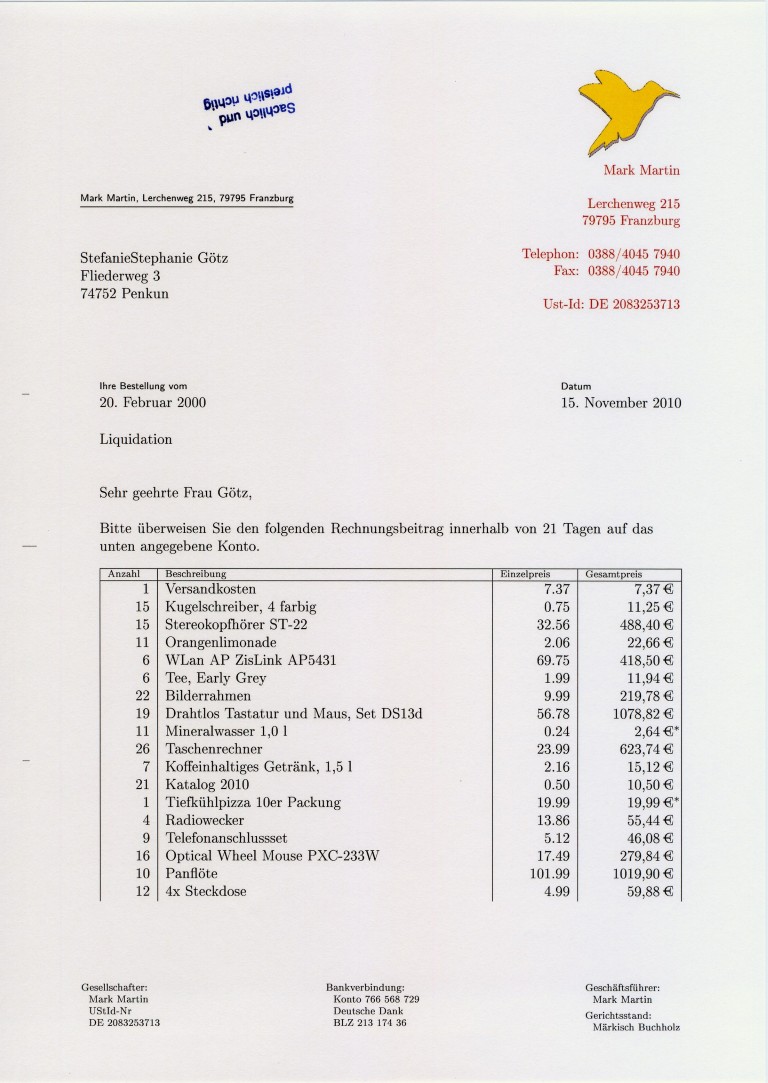 Sachlich und
preislich richtig
Mark Martin
Lerchenweg 215
79795 Franzburg
Telephon: 0388/4045 7940
Fax: 0388/4045 7940
Ust-Id: DE 2083253713
Mark Martin, Lerchenweg 215, 79795 Franzburg
StefanieStephanie Götz
Fliederweg 3
74752 Penkun
Ihre Bestellung vom Datum
20. Februar 2000 15. November 2010
Liquidation
Sehr geehrte Frau Götz,
Bitte überweisen Sie den folgenden Rechnungsbeitrag innerhalb von 21 Tagen auf das
unten angegebene Konto.
Anzahl Beschreibung Einzelpreis Gesamtpreis
1 Versandkosten 7.37 7,37 €
15 Kugelschreiber, 4 farbig 0.75 11,25 €
15 Stereokopfhörer ST-22 32.56 488,40 €
11 Orangenlimonade 2.06 22,66 €
6 WLan AP ZisLink AP5431 69.75 418,50 €
6 Tee, Early Grey 1.99 11,94 €
22 Bilderrahmen 9.99 219,78 €
19 Drahtlos Tastatur und Maus, Set DS13d 56.78 1078,82 €
11 Mineralwasser 1,0 l 0.24 2,64 €*
26 Taschenrechner 23.99 623,74 €
7 Koffeinhaltiges Getränk, 1,5 l 2.16 15,12 €
21 Katalog 2010 0.50 10,50 €
1 Tiefkühlpizza 10er Packung 19.99 19,99 €*
4 Radiowecker 13.86 55,44 €
9 Telefonanschlussset 5.12 46,08 €
16 Optical Wheel Mouse PXC-233W 17.49 279,84 €
10 Panflöte 101.99 1019,90 €
12 4x Steckdose 4.99 59,88 €
Gesellschafter:
Mark Martin
UStId-Nr
DE 2083253713
Bankverbindung:
Konto 766 568 729
Deutsche Dank
BLZ 213 174 36
Geschäftsführer:
Mark Martin
Gerichtsstand:
Märkisch Buchholz